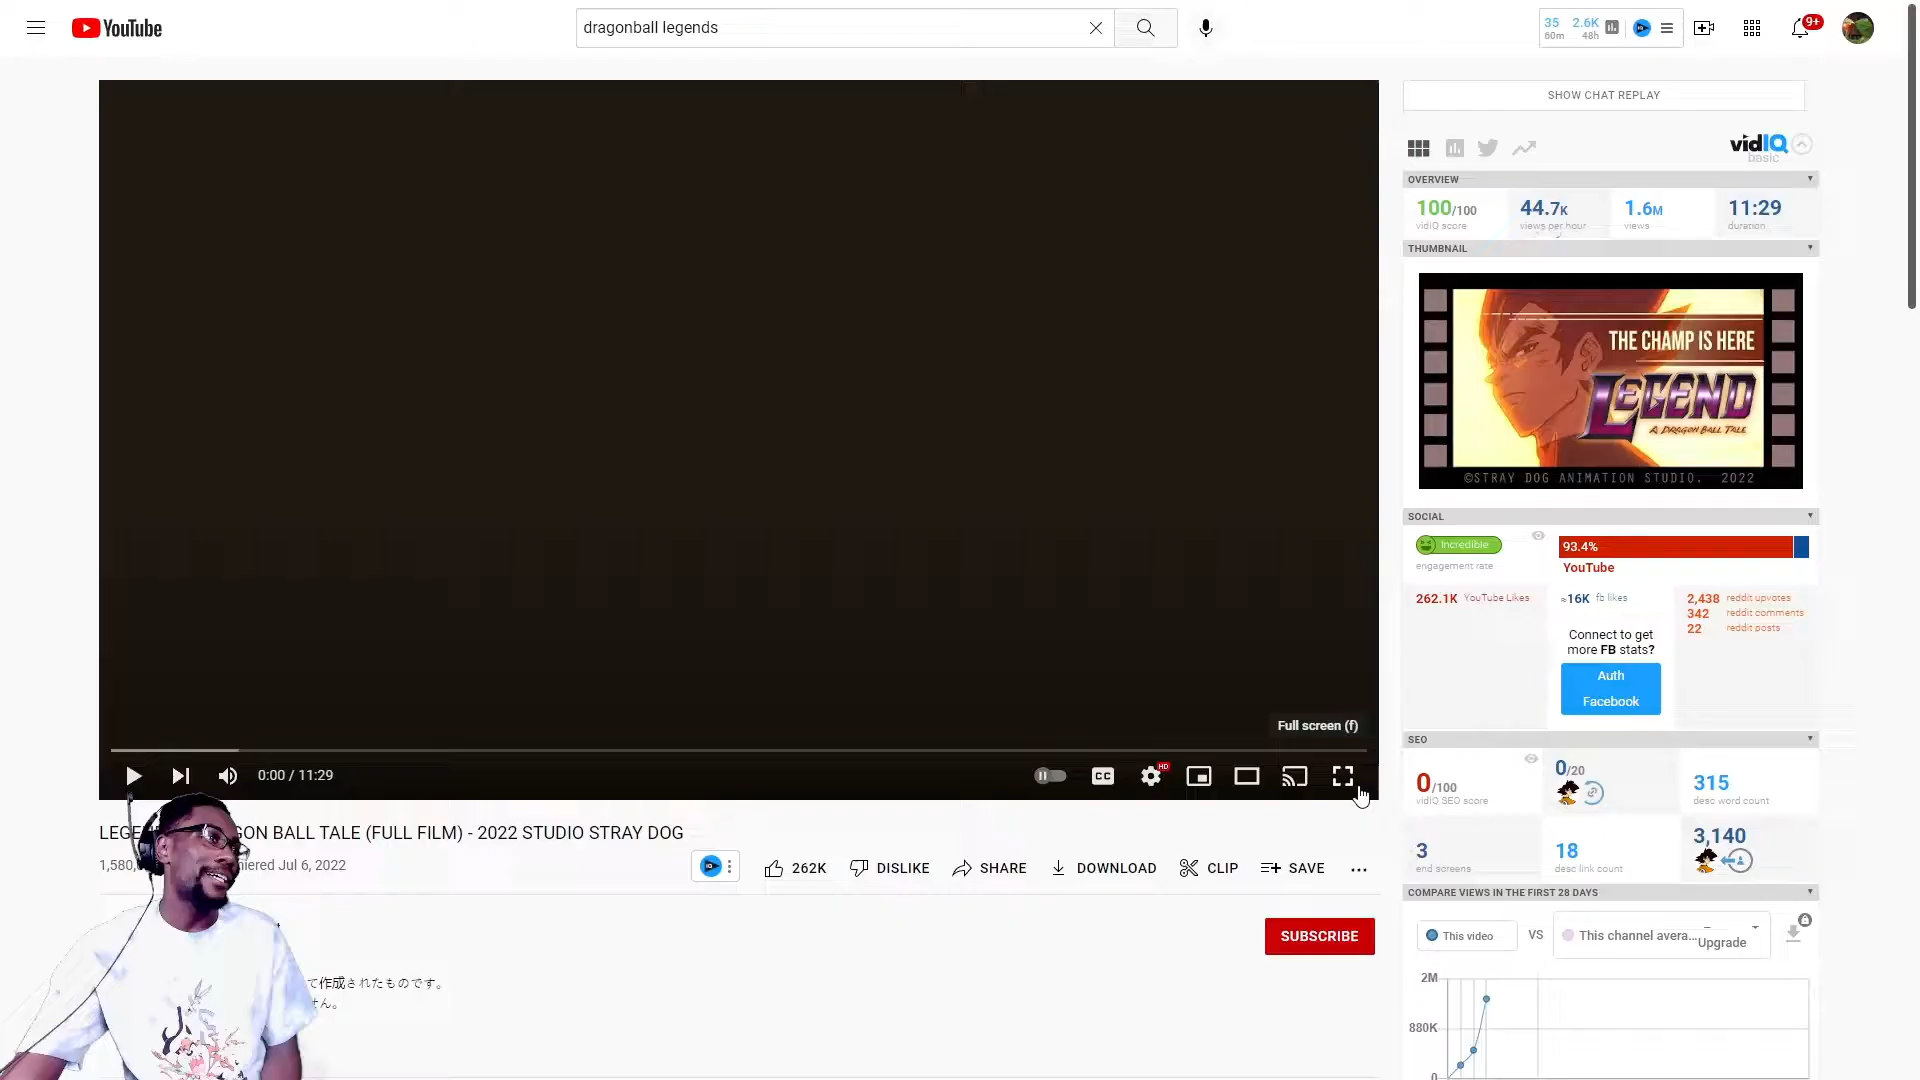 YouTube
dragonball legends
35 2.6K
60m 48h
9+
SHOW CHAT REPLAY
vidIQ
basic
OVERVIEW
100/100 44.7K 1.6M 11:29
vidIQ score views per hour views duration
THUMBNAIL
THE CHAMP IS HERE
LEGEND
A DRAGON BALL TALE
©STRAY DOG ANIMATION STUDIO. 2022
SOCIAL
Incredible
engagement rate
93.4%
YouTube
262.1K YouTube Likes
≈16K fb likes
2,438 reddit upvotes
342 reddit comments
22 reddit posts
Connect to get
more FB stats?
Auth
Facebook
SEO
0/100
vidIQ SEO score
0/20
315
desc word count
3
end screens
18
desc link count
3,140
COMPARE VIEWS IN THE FIRST 28 DAYS
This video VS This channel avera...
Upgrade
2M
880K
0
Full screen (f)
0:00 / 11:29
CC
HD
LEGE
GON BALL TALE (FULL FILM) - 2022 STUDIO STRAY DOG
1,580,
miered Jul 6, 2022
262K DISLIKE SHARE DOWNLOAD CLIP SAVE
SUBSCRIBE
て作成されたものです。
せん。